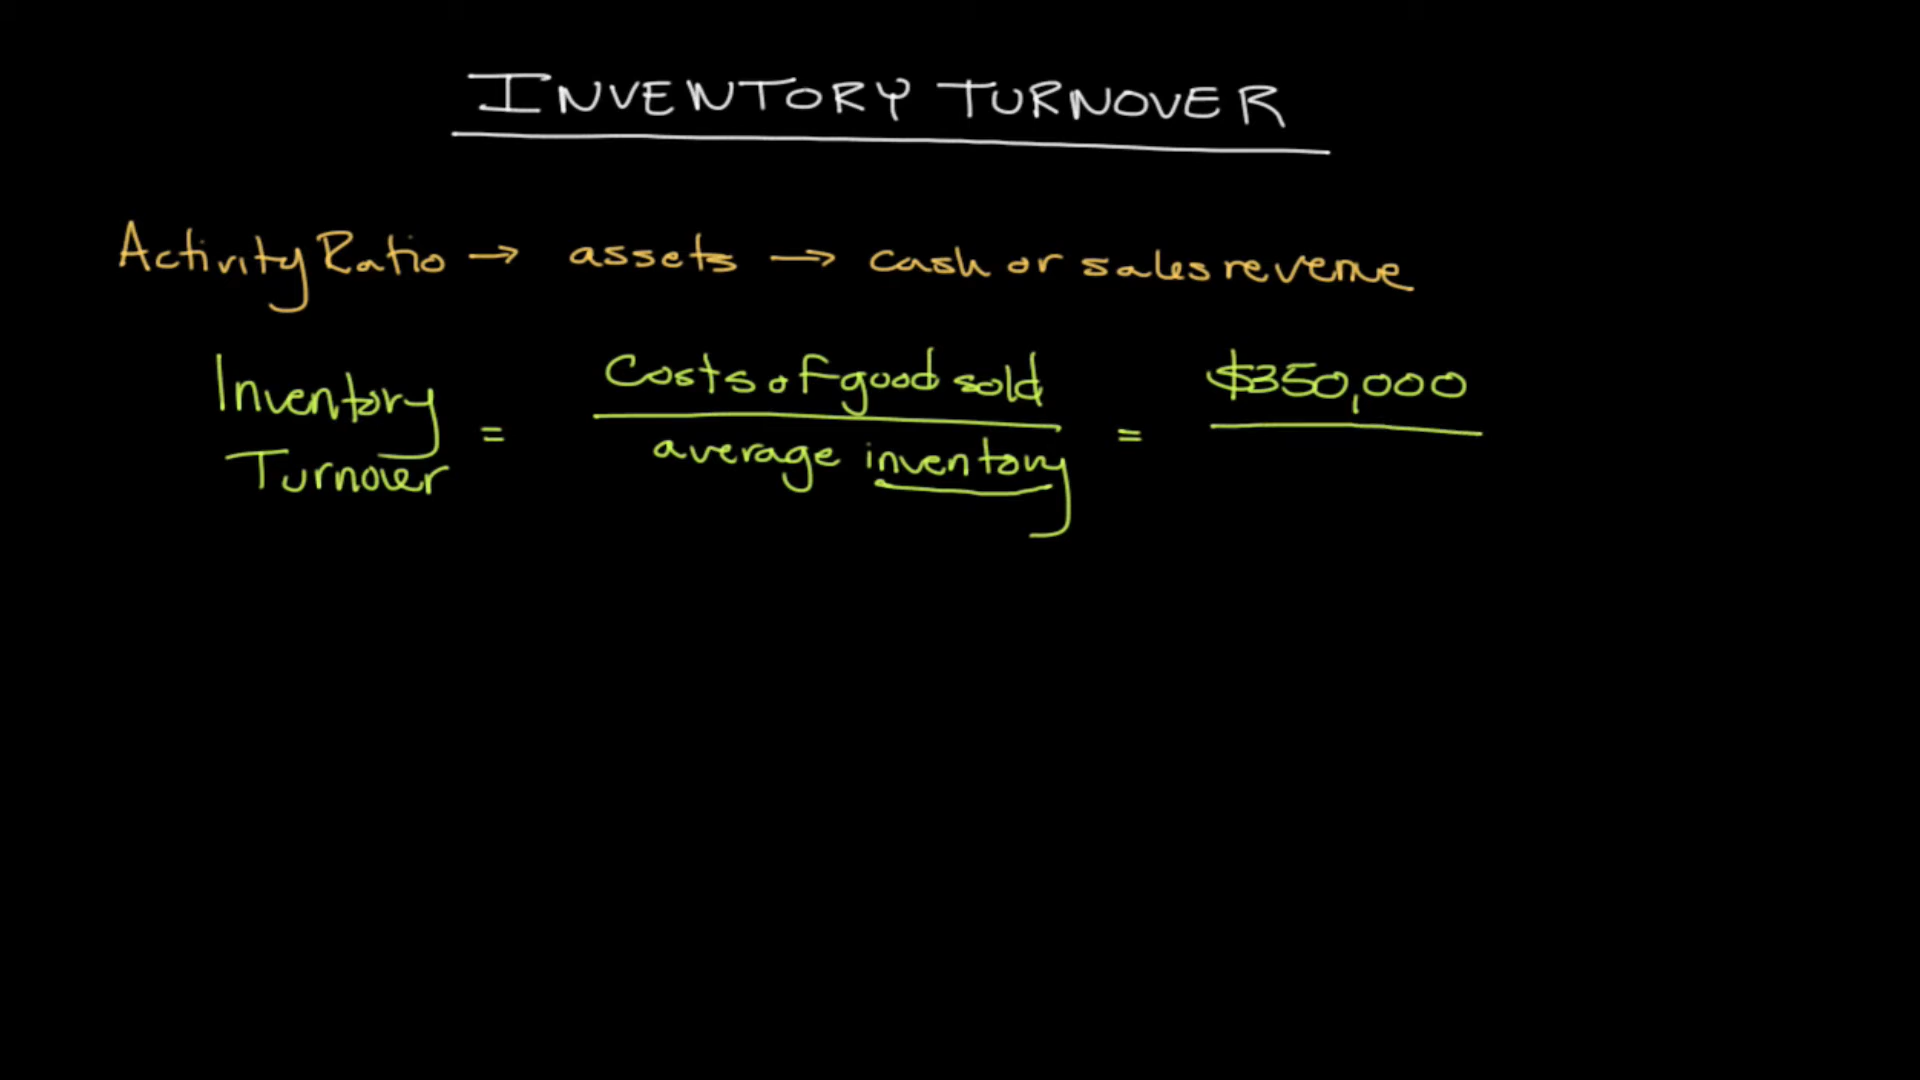 INVENTORY TURNOVER
Activity Ratio → assets → cash or sales revenue
Inventory Turnover = Costs of good sold / average inventory = $350,000